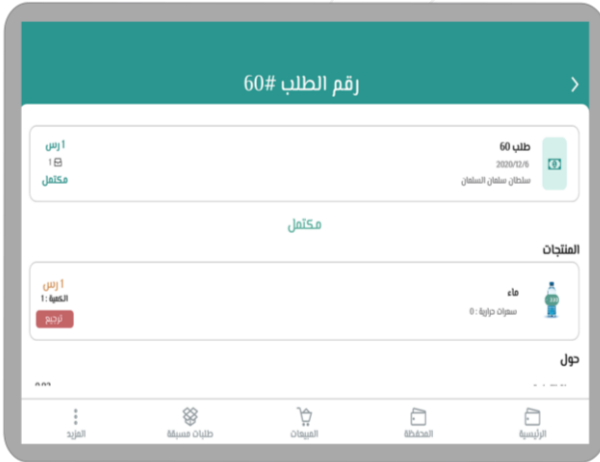 رقم الطلب #60
طلب 60
1 رس
2020/12/6
1
سلطان سلمان السلمان
مكتمل
مكتمل
المنتجات
ماء
1 رس
سعرات حرارية : 0
الكمية : 1
ترجيع
حول
الرئيسية
المحفظة
المبيعات
طلبات مسبقة
المزيد